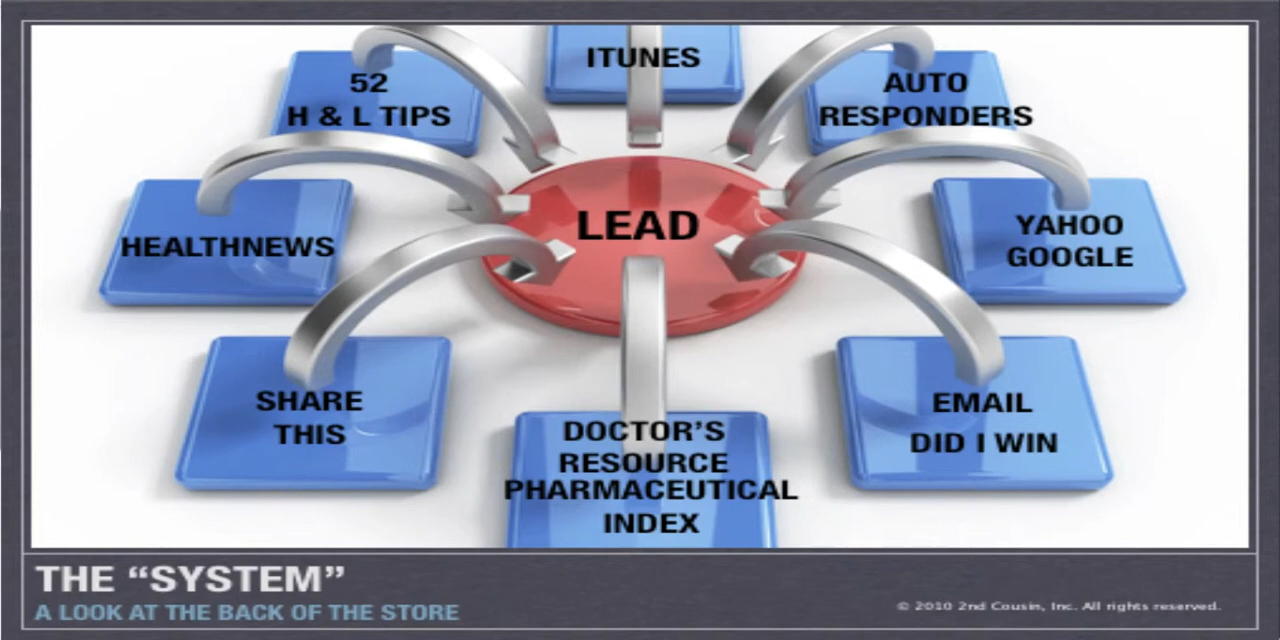 ITUNES
52
H & L TIPS
AUTO
RESPONDERS
HEALTHNEWS
LEAD
YAHOO
GOOGLE
SHARE
THIS
DOCTOR'S
RESOURCE
PHARMACEUTICAL
INDEX
EMAIL
DID I WIN
THE “SYSTEM”
A LOOK AT THE BACK OF THE STORE
© 2010 2nd Cousin, Inc. All rights reserved.